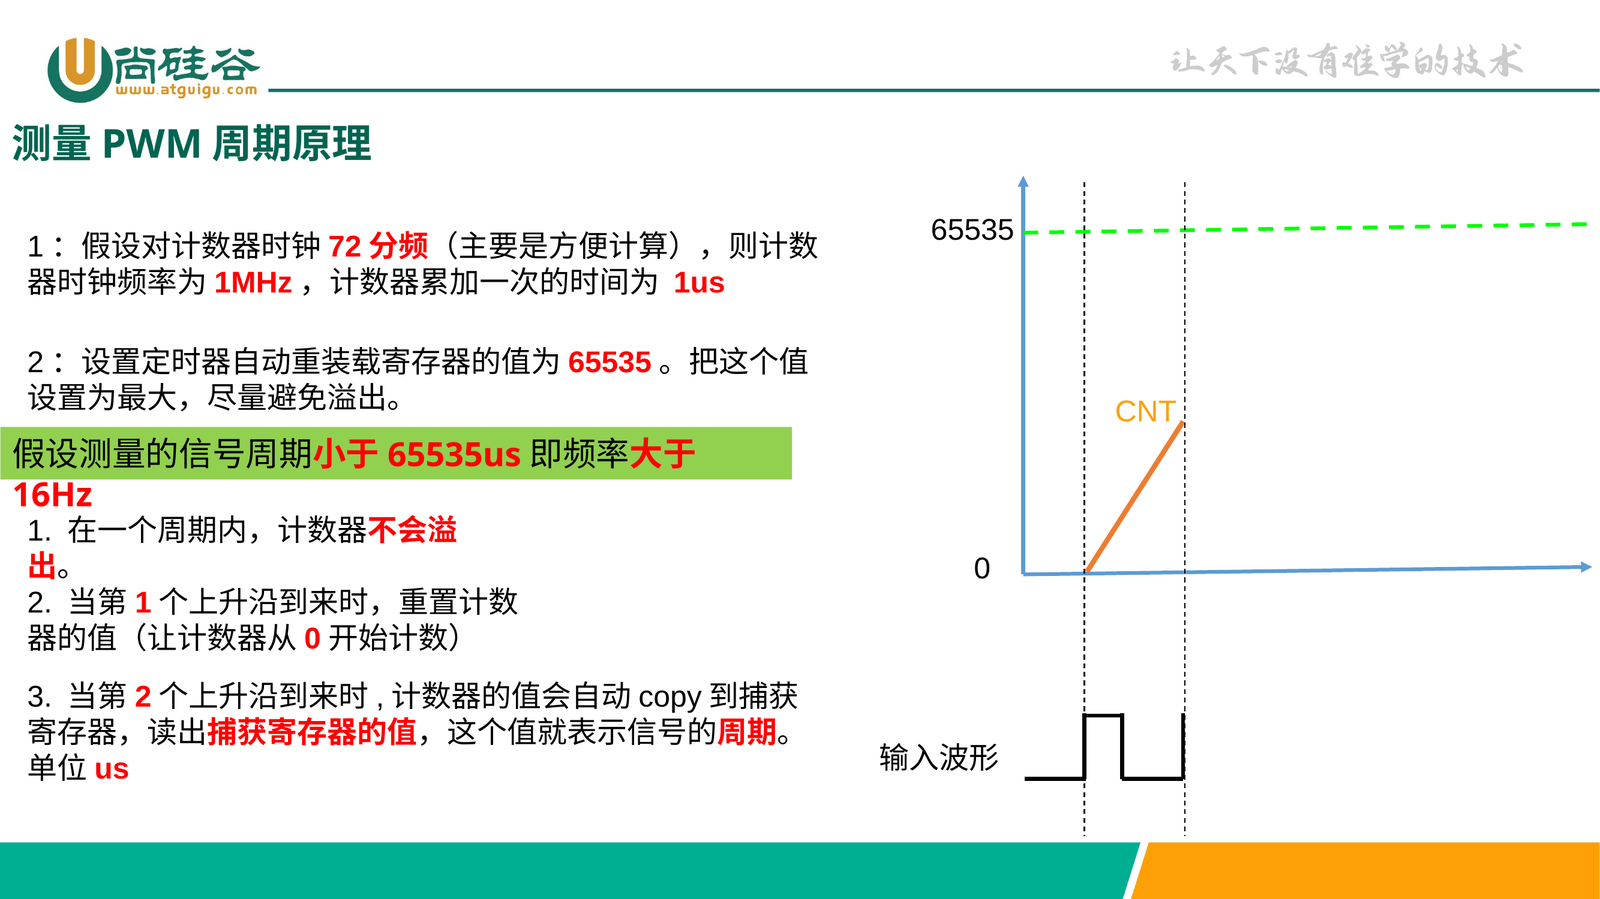 尚硅谷
www.atguigu.com
让天下没有难学的技术
测量 PWM 周期原理
1：假设对计数器时钟 72 分频（主要是方便计算），则计数
器时钟频率为 1MHz，计数器累加一次的时间为 1us
2：设置定时器自动重装载寄存器的值为 65535。把这个值
设置为最大，尽量避免溢出。
假设测量的信号周期小于 65535us 即频率大于
16Hz
1. 在一个周期内，计数器不会溢
出。
2. 当第 1 个上升沿到来时，重置计数
器的值（让计数器从 0 开始计数）
3. 当第 2 个上升沿到来时 , 计数器的值会自动 copy 到捕获
寄存器，读出捕获寄存器的值，这个值就表示信号的周期。
单位 us
65535
CNT
0
输入波形